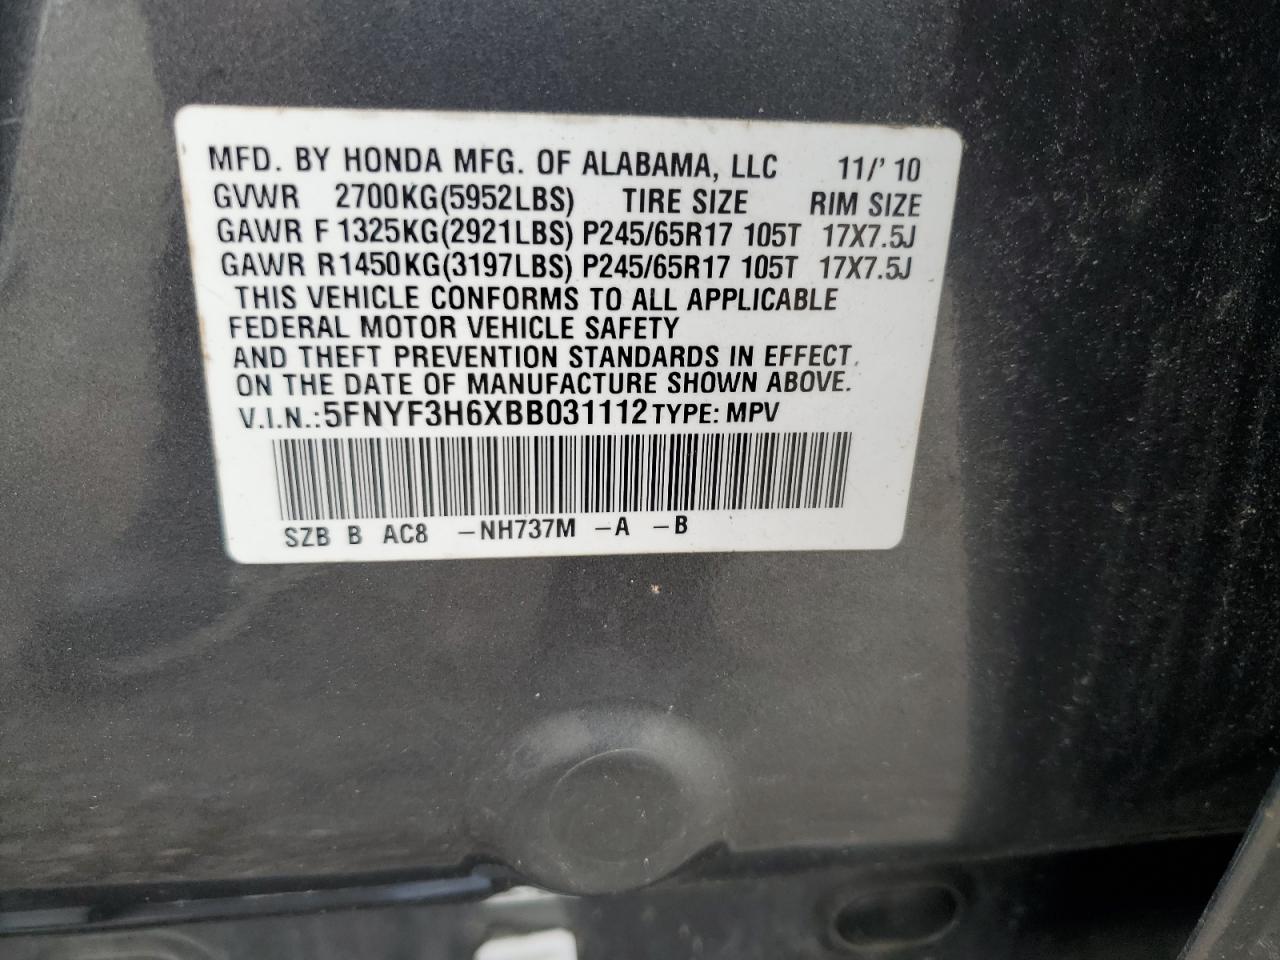 MFD. BY HONDA MFG. OF ALABAMA, LLC 11/' 10
GVWR 2700KG(5952LBS) TIRE SIZE RIM SIZE
GAWR F 1325KG(2921LBS) P245/65R17 105T 17X7.5J
GAWR R1450KG(3197LBS) P245/65R17 105T 17X7.5J
THIS VEHICLE CONFORMS TO ALL APPLICABLE
FEDERAL MOTOR VEHICLE SAFETY
AND THEFT PREVENTION STANDARDS IN EFFECT.
ON THE DATE OF MANUFACTURE SHOWN ABOVE.
V.I.N.:5FNYF3H6XBB031112 TYPE: MPV
SZB B AC8 -NH737M -A -B